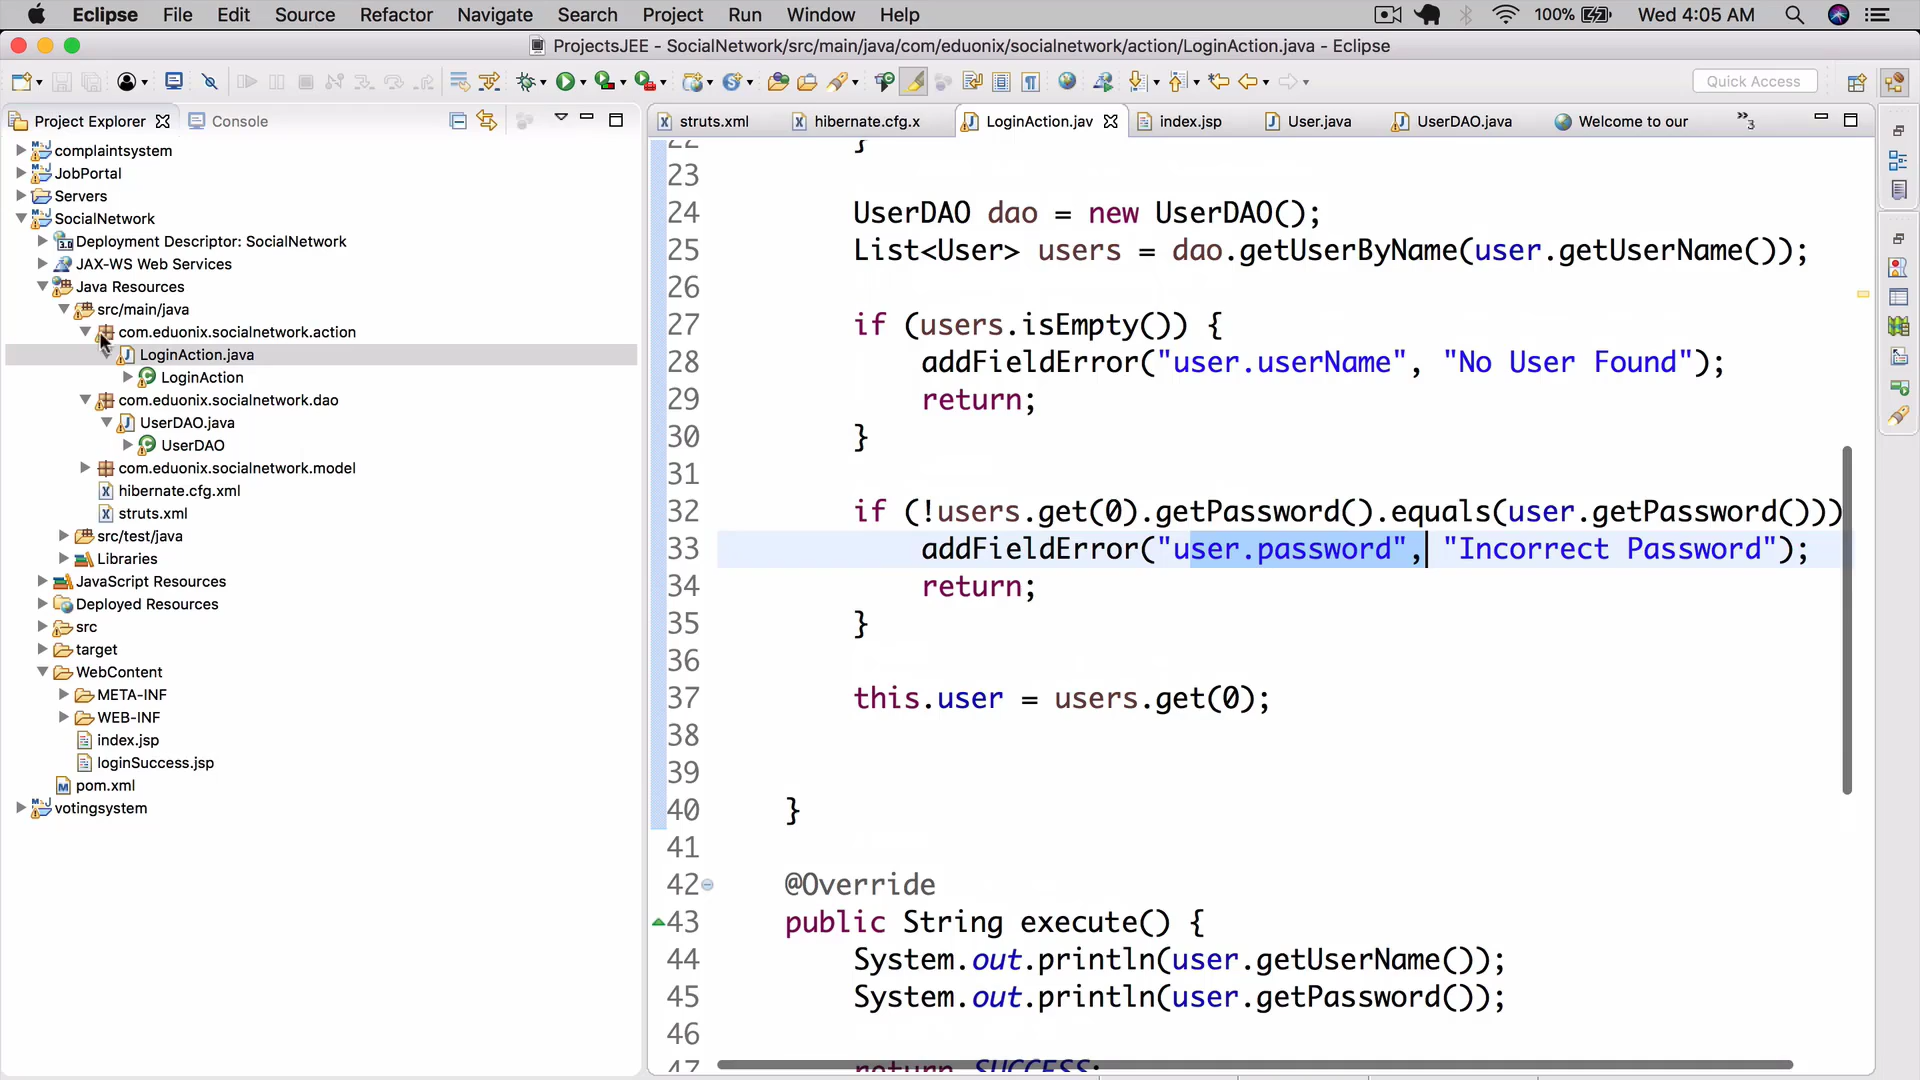 Eclipse File Edit Source Refactor Navigate Search Project Run Window Help 100% Wed 4:05 AM
ProjectsJEE - SocialNetwork/src/main/java/com/eduonix/socialnetwork/action/LoginAction.java - Eclipse
Quick Access
Project Explorer Console
struts.xml hibernate.cfg.x LoginAction.jav index.jsp User.java UserDAO.java Welcome to our »3
complaintsystem
JobPortal
Servers
SocialNetwork
Deployment Descriptor: SocialNetwork
JAX-WS Web Services
Java Resources
src/main/java
com.eduonix.socialnetwork.action
LoginAction.java
LoginAction
com.eduonix.socialnetwork.dao
UserDAO.java
UserDAO
com.eduonix.socialnetwork.model
hibernate.cfg.xml
struts.xml
src/test/java
Libraries
JavaScript Resources
Deployed Resources
src
target
WebContent
META-INF
WEB-INF
index.jsp
loginSuccess.jsp
pom.xml
votingsystem
22 }
23
24 UserDAO dao = new UserDAO();
25 List<User> users = dao.getUserByName(user.getUserName());
26
27 if (users.isEmpty()) {
28 addFieldError("user.userName", "No User Found");
29 return;
30 }
31
32 if (!users.get(0).getPassword().equals(user.getPassword()))
33 addFieldError("user.password", "Incorrect Password");
34 return;
35 }
36
37 this.user = users.get(0);
38
39
40 }
41
42 @Override
43 public String execute() {
44 System.out.println(user.getUserName());
45 System.out.println(user.getPassword());
46
47 return SUCCESS;